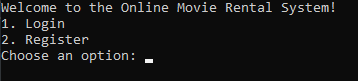 Welcome to the Online Movie Rental System!
1. Login
2. Register
Choose an option: